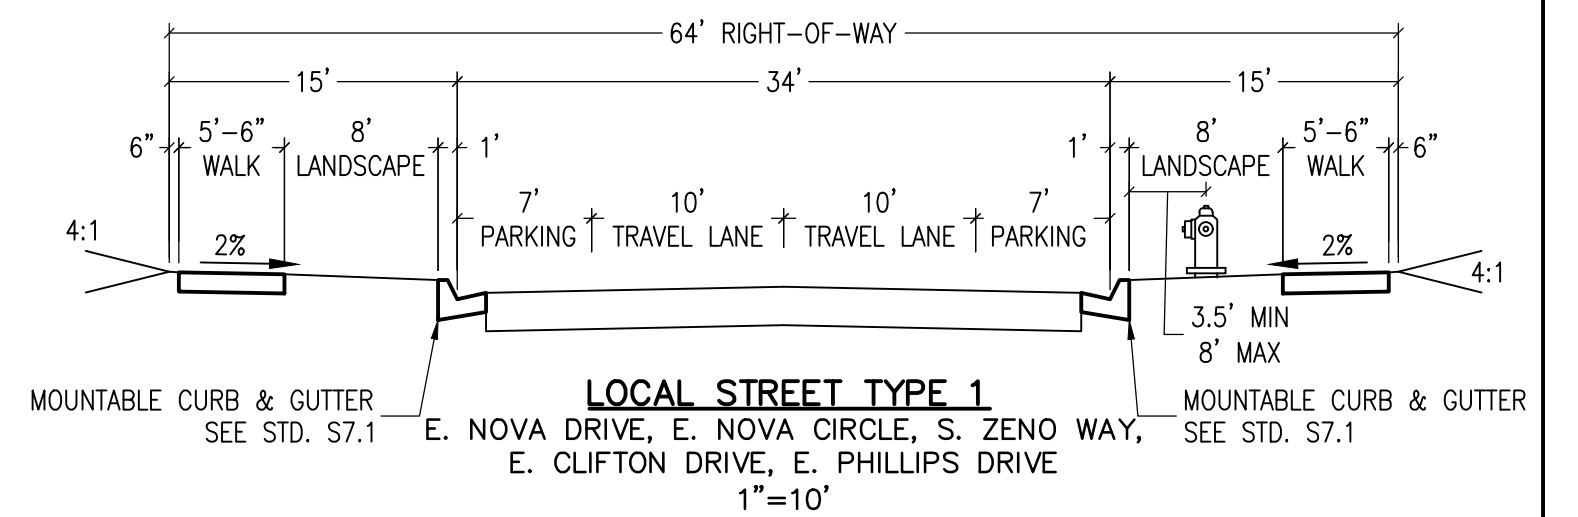 64' RIGHT-OF-WAY
15' 34' 15'
6" 5'-6" 8' 1' 1' 8' 5'-6" 6"
WALK LANDSCAPE LANDSCAPE WALK
7' 10' 10' 7'
PARKING TRAVEL LANE TRAVEL LANE PARKING
4:1 2% 2% 4:1
3.5' MIN
8' MAX
MOUNTABLE CURB & GUTTER
SEE STD. S7.1
LOCAL STREET TYPE 1
E. NOVA DRIVE, E. NOVA CIRCLE, S. ZENO WAY,
E. CLIFTON DRIVE, E. PHILLIPS DRIVE
1"=10'
MOUNTABLE CURB & GUTTER
SEE STD. S7.1